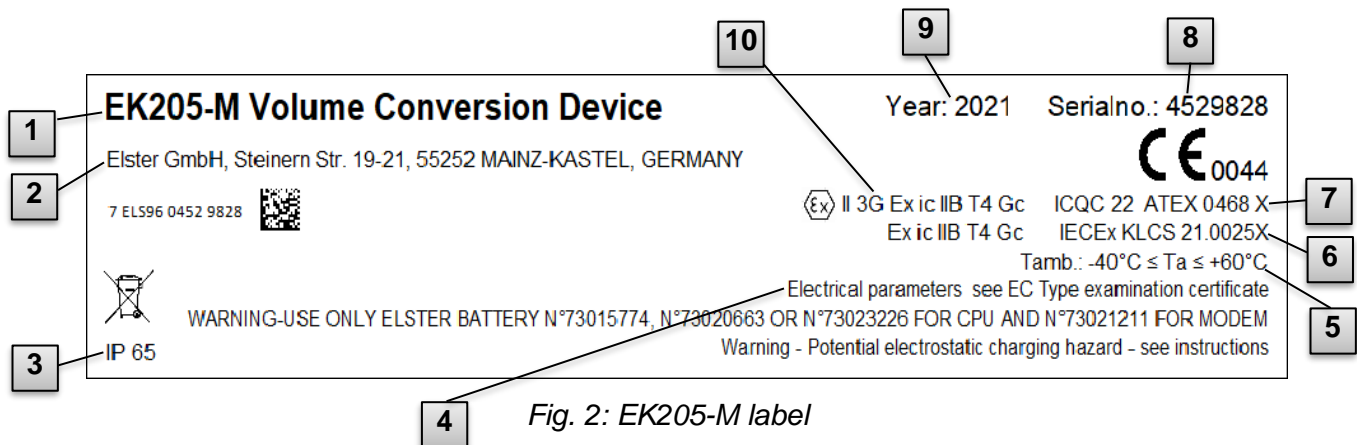 10
9
8
EK205-M Volume Conversion Device
Year: 2021
Serialno.: 4529828
1
Elster GmbH, Steinern Str. 19-21, 55252 MAINZ-KASTEL, GERMANY
CE 0044
2
7 ELS96 0452 9828
Ex II 3G Ex ic IIB T4 Gc
ICQC 22 ATEX 0468 X
7
Ex ic IIB T4 Gc
IECEx KLCS 21.0025X
6
Tamb.: -40°C ≤ Ta ≤ +60°C
Electrical parameters see EC Type examination certificate
WARNING-USE ONLY ELSTER BATTERY N°73015774, N°73020663 OR N°73023226 FOR CPU AND N°73021211 FOR MODEM
5
3
IP 65
Warning - Potential electrostatic charging hazard - see instructions
4
Fig. 2: EK205-M label